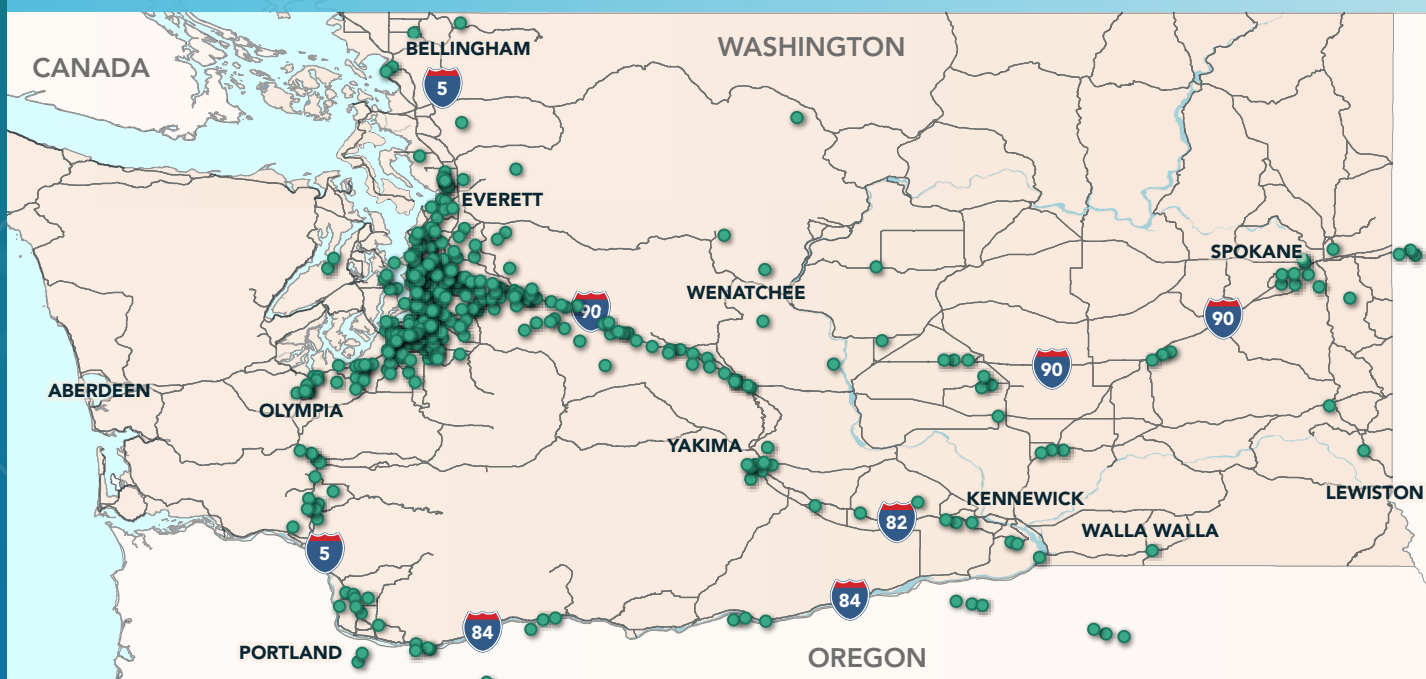 BELLINGHAM
WASHINGTON
CANADA
5
EVERETT
SPOKANE
WENATCHEE
90
90
90
ABERDEEN
OLYMPIA
YAKIMA
LEWISTON
KENNEWICK
82
WALLA WALLA
5
84
84
PORTLAND
OREGON